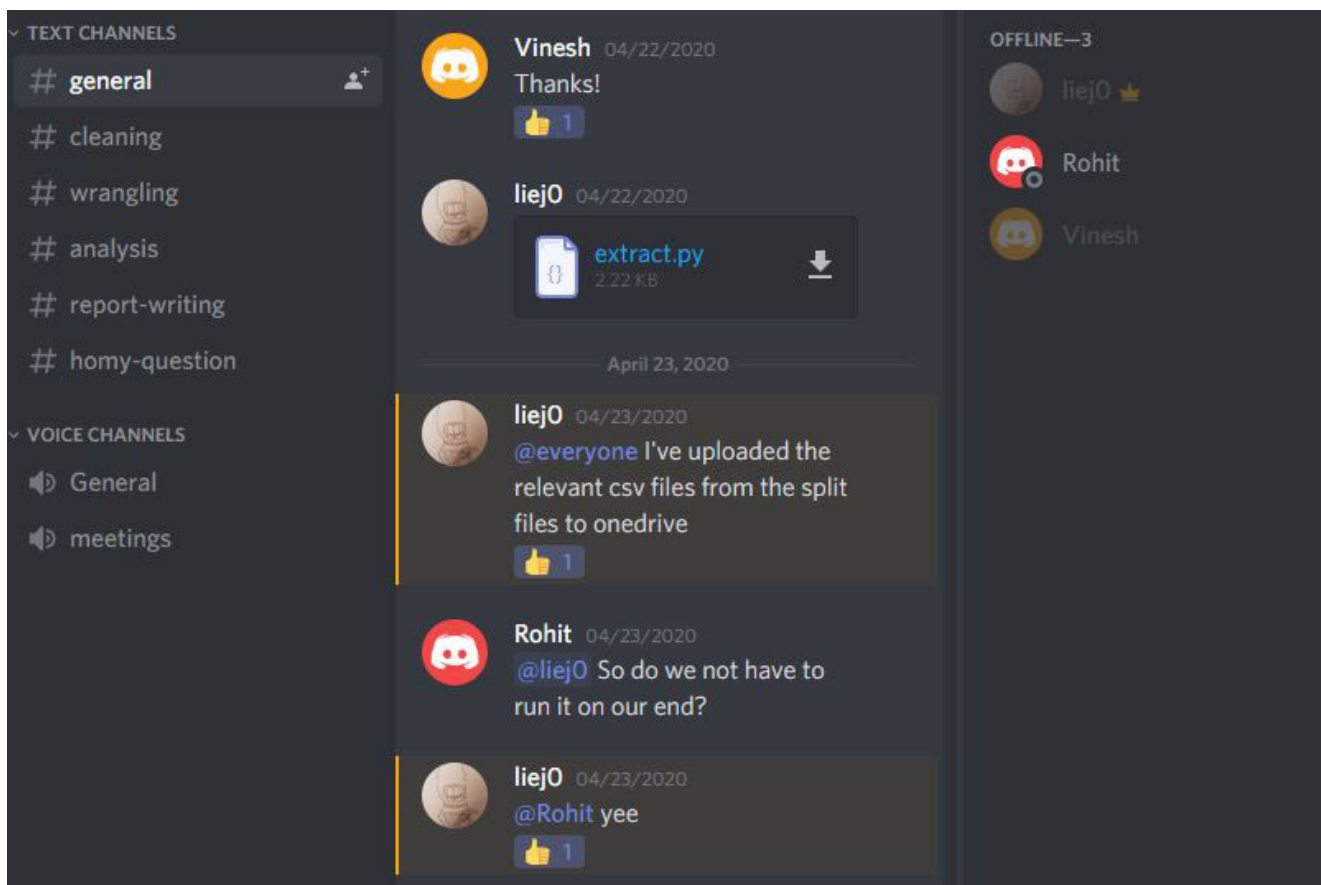 TEXT CHANNELS
# general
# cleaning
# wrangling
# analysis
# report-writing
# homy-question
VOICE CHANNELS
General
meetings
Vinesh 04/22/2020
Thanks!
👍 1
liej0 04/22/2020
extract.py
2.22 KB
April 23, 2020
liej0 04/23/2020
@everyone I've uploaded the
relevant csv files from the split
files to onedrive
👍 1
Rohit 04/23/2020
@liej0 So do we not have to
run it on our end?
liej0 04/23/2020
@Rohit yee
👍 1
OFFLINE—3
liej0
Rohit
Vinesh